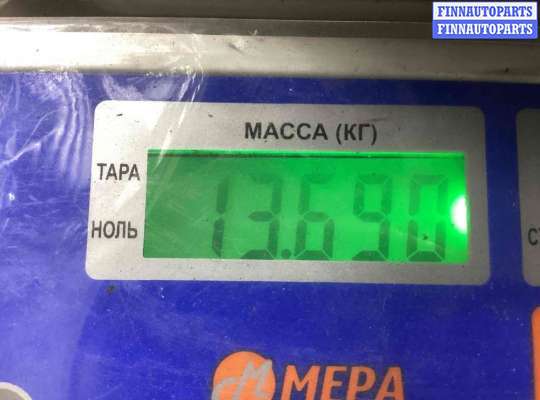 FINNAUTOPARTS
FINNAUTOPARTS
МАССА (КГ)
ТАРА
НОЛЬ
13.690
МЕРА